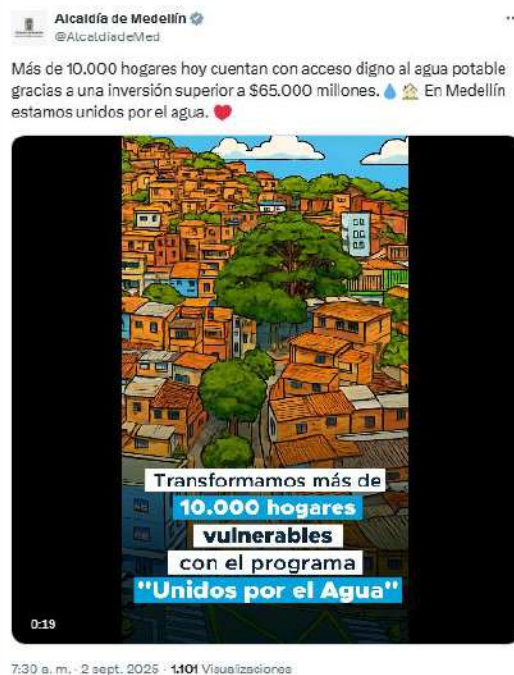 Alcaldía de Medellín
@AlcaldiadeMed
Más de 10.000 hogares hoy cuentan con acceso digno al agua potable
gracias a una inversión superior a $65.000 millones. 💧 🏡 En Medellín
estamos unidos por el agua. ❤️
Transformamos más de
10.000 hogares
vulnerables
con el programa
"Unidos por el Agua"
0:19
7:30 a. m. · 2 sept. 2025 · 1.101 Visualizaciones